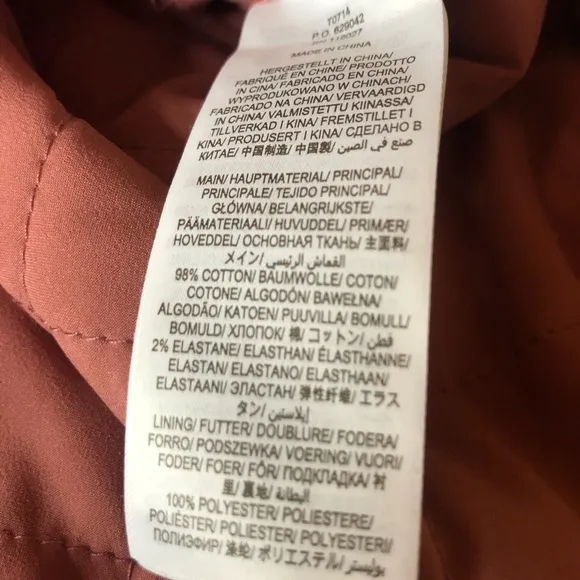 T0714
P.O. 629042
RN 118027
MADE IN CHINA
HERGESTELLT IN CHINA/
FABRIQUÉ EN CHINE/ PRODOTTO
IN CINA/ FABRICADO EN CHINA/
WYPRODUKOWANO W CHINACH/
FABRICADO NA CHINA/ VERVAARDIGD
IN CHINA/ VALMISTETTU KIINASSA/
TILLVERKAD I KINA/ FREMSTILLET I
KINA/ PRODUSERT I KINA/ СДЕЛАНО В
КИТАЕ/ 中国制造/ 中国製/ صنع في الصين
MAIN/ HAUPTMATERIAL/ PRINCIPAL/
PRINCIPALE/ TEJIDO PRINCIPAL/
GŁÓWNA/ BELANGRIJKSTE/
PÄÄMATERIAALI/ HUVUDDEL/ PRIMÆR/
HOVEDDEL/ ОСНОВНАЯ ТКАНЬ/ 主面料/
メイン/ القماش الرئيسي
98% COTTON/ BAUMWOLLE/ COTON/
COTONE/ ALGODÓN/ BAWEŁNA/
ALGODÃO/ KATOEN/ PUUVILLA/ BOMULL/
BOMULD/ ХЛОПОК/ 棉/ コットン/ قطن
2% ELASTANE/ ELASTHAN/ ÉLASTHANNE/
ELASTAN/ ELASTANO/ ELASTHAAN/
ELASTAANI/ ЭЛАСТАН/ 弹性纤维/ エラス
タン/ إيلاستين
LINING/ FUTTER/ DOUBLURE/ FODERA/
FORRO/ PODSZEWKA/ VOERING/ VUORI/
FODER/ FOER/ FÔR/ ПОДКЛАДКА/ 衬
里/ 裏地/ البطانة
100% POLYESTER/ POLIESTERE/
POLIÉSTER/ POLIESTER/ POLYESTERI/
ПОЛИЭФИР/ 涤纶/ ポリエステル/ بوليستر